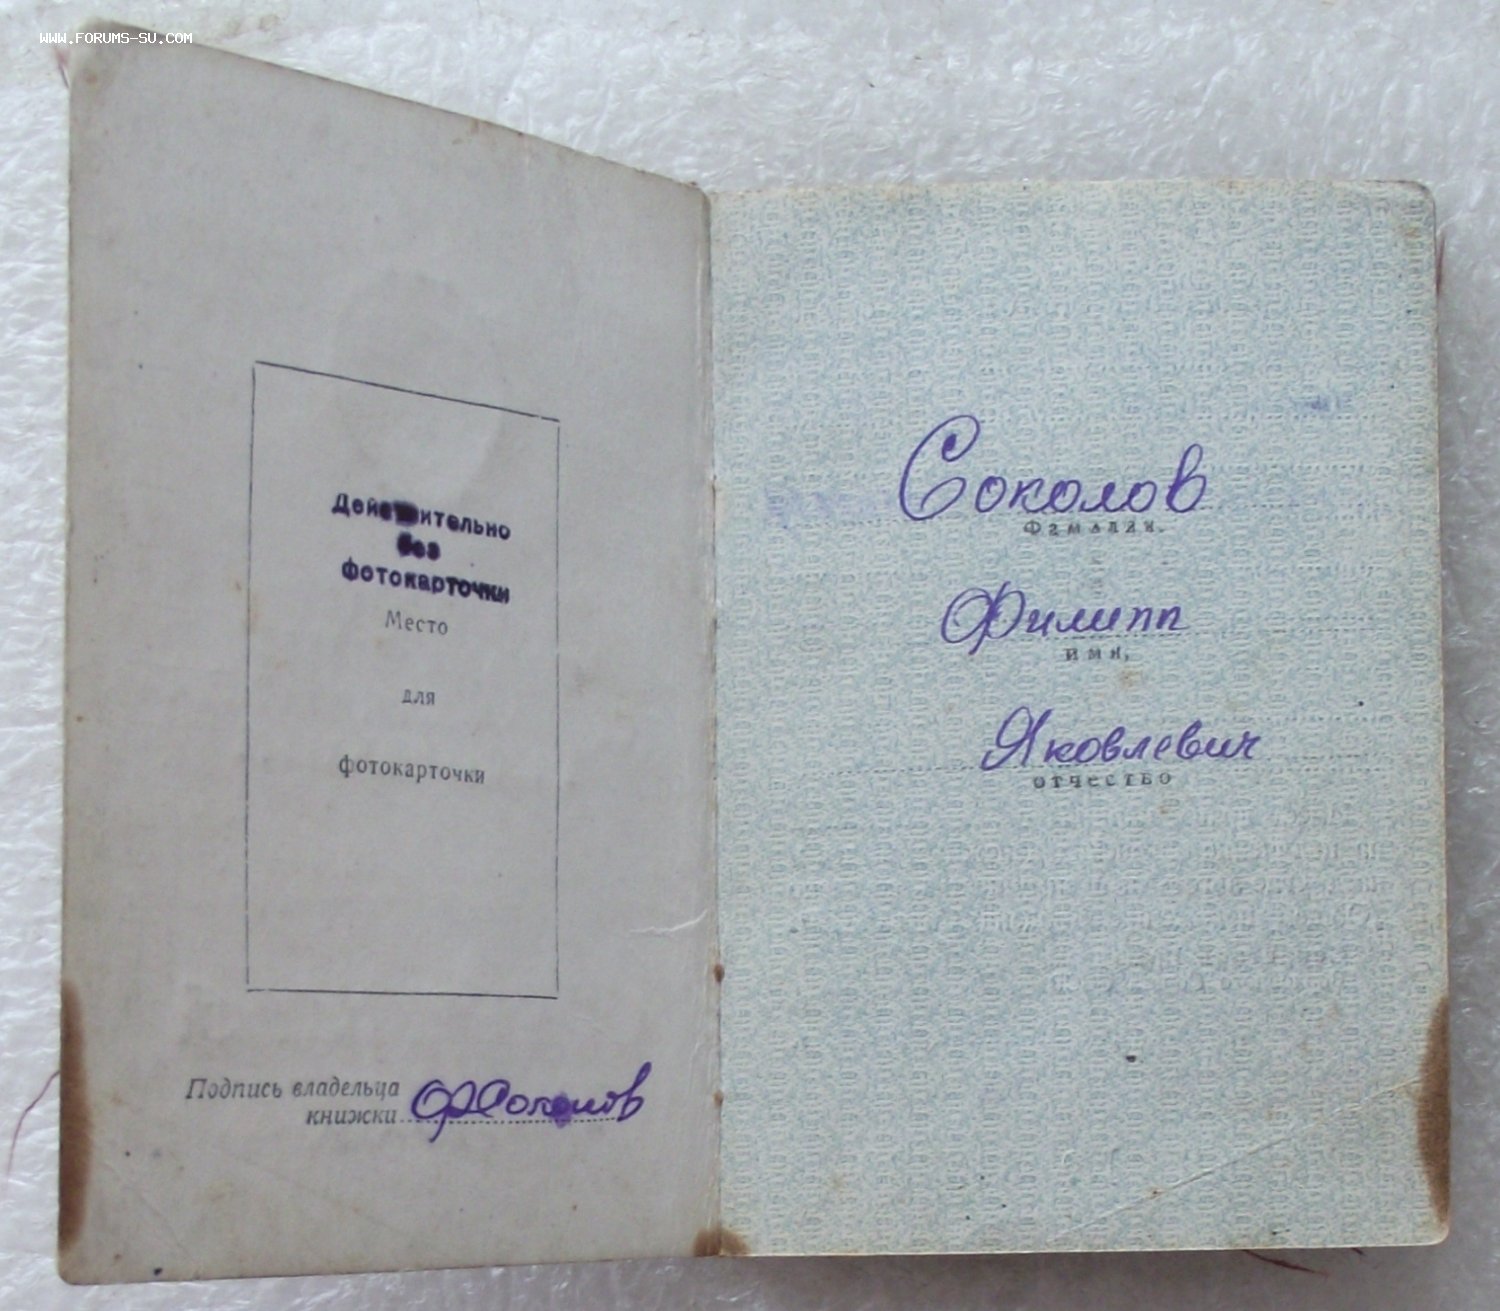 WWW.FORUMS-SU.COM
Действительно
без
фотокарточки
Место
для
фотокарточки
Подпись владельца
книжки ФСоколов
Соколов
Фамилия.
Филипп
имя,
Яковлевич
отчество